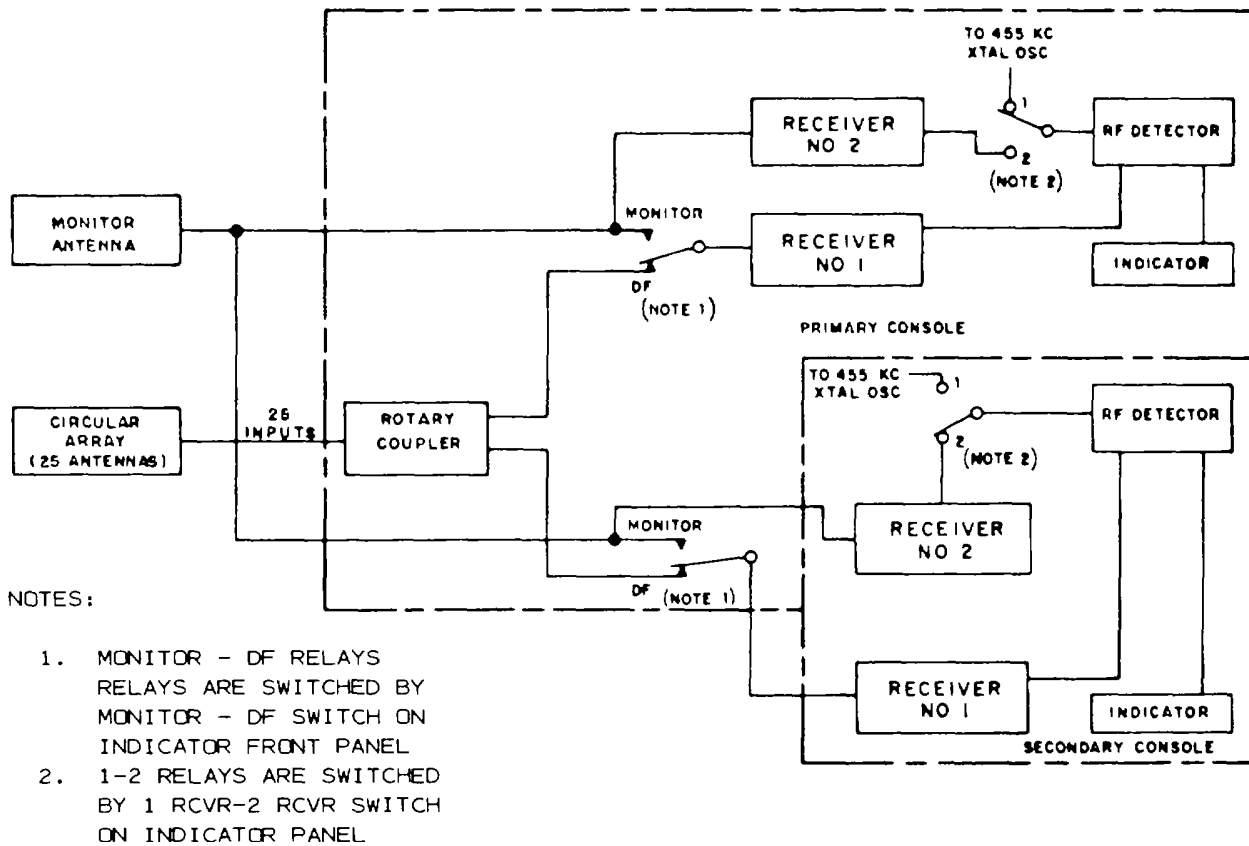 TO 455 KC
XTAL OSC
1
RECEIVER
NO 2
RF DETECTOR
2
(NOTE 2)
MONITOR
ANTENNA
MONITOR
RECEIVER
NO 1
INDICATOR
DF
(NOTE 1)
PRIMARY CONSOLE
TO 455 KC
XTAL OSC
1
RF DETECTOR
CIRCULAR
ARRAY
(25 ANTENNAS)
26
INPUTS
ROTARY
COUPLER
2
(NOTE 2)
MONITOR
RECEIVER
NO 2
DF
(NOTE 1)
RECEIVER
NO 1
INDICATOR
SECONDARY CONSOLE
NOTES:
1. MONITOR - DF RELAYS
RELAYS ARE SWITCHED BY
MONITOR - DF SWITCH ON
INDICATOR FRONT PANEL
2. 1-2 RELAYS ARE SWITCHED
BY 1 RCVR-2 RCVR SWITCH
ON INDICATOR PANEL